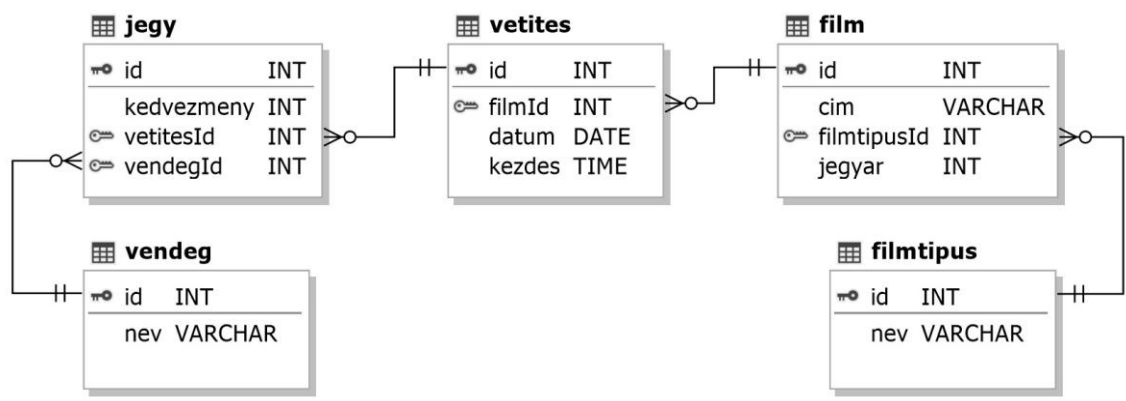 jegy
id INT
kedvezmeny INT
vetitesId INT
vendegId INT
vetites
id INT
filmId INT
datum DATE
kezdes TIME
film
id INT
cim VARCHAR
filmtipusId INT
jegyar INT
vendeg
id INT
nev VARCHAR
filmtipus
id INT
nev VARCHAR